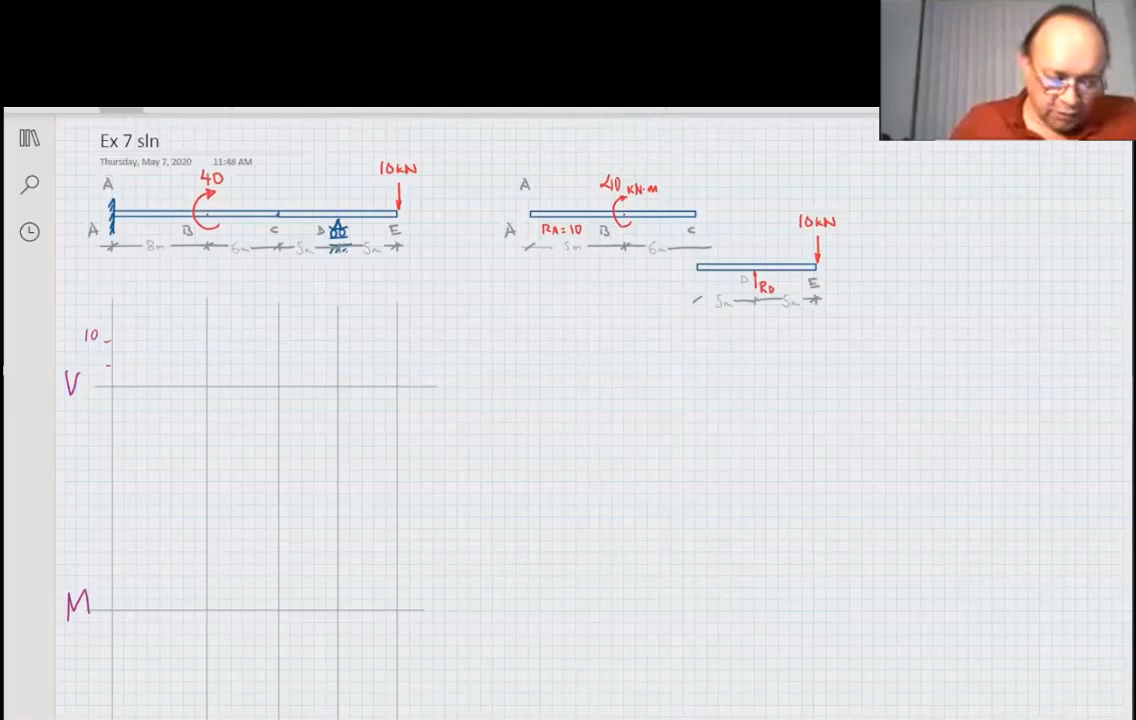 Ex 7 sln
Thursday, May 7, 2020 11:48 AM
A
40
10kN
A B C D E
8m 6m 5m 5m
A
40 KN·M
A RA=10 B C
5m 6m
10kN
D RD E
5m 5m
10
V
M